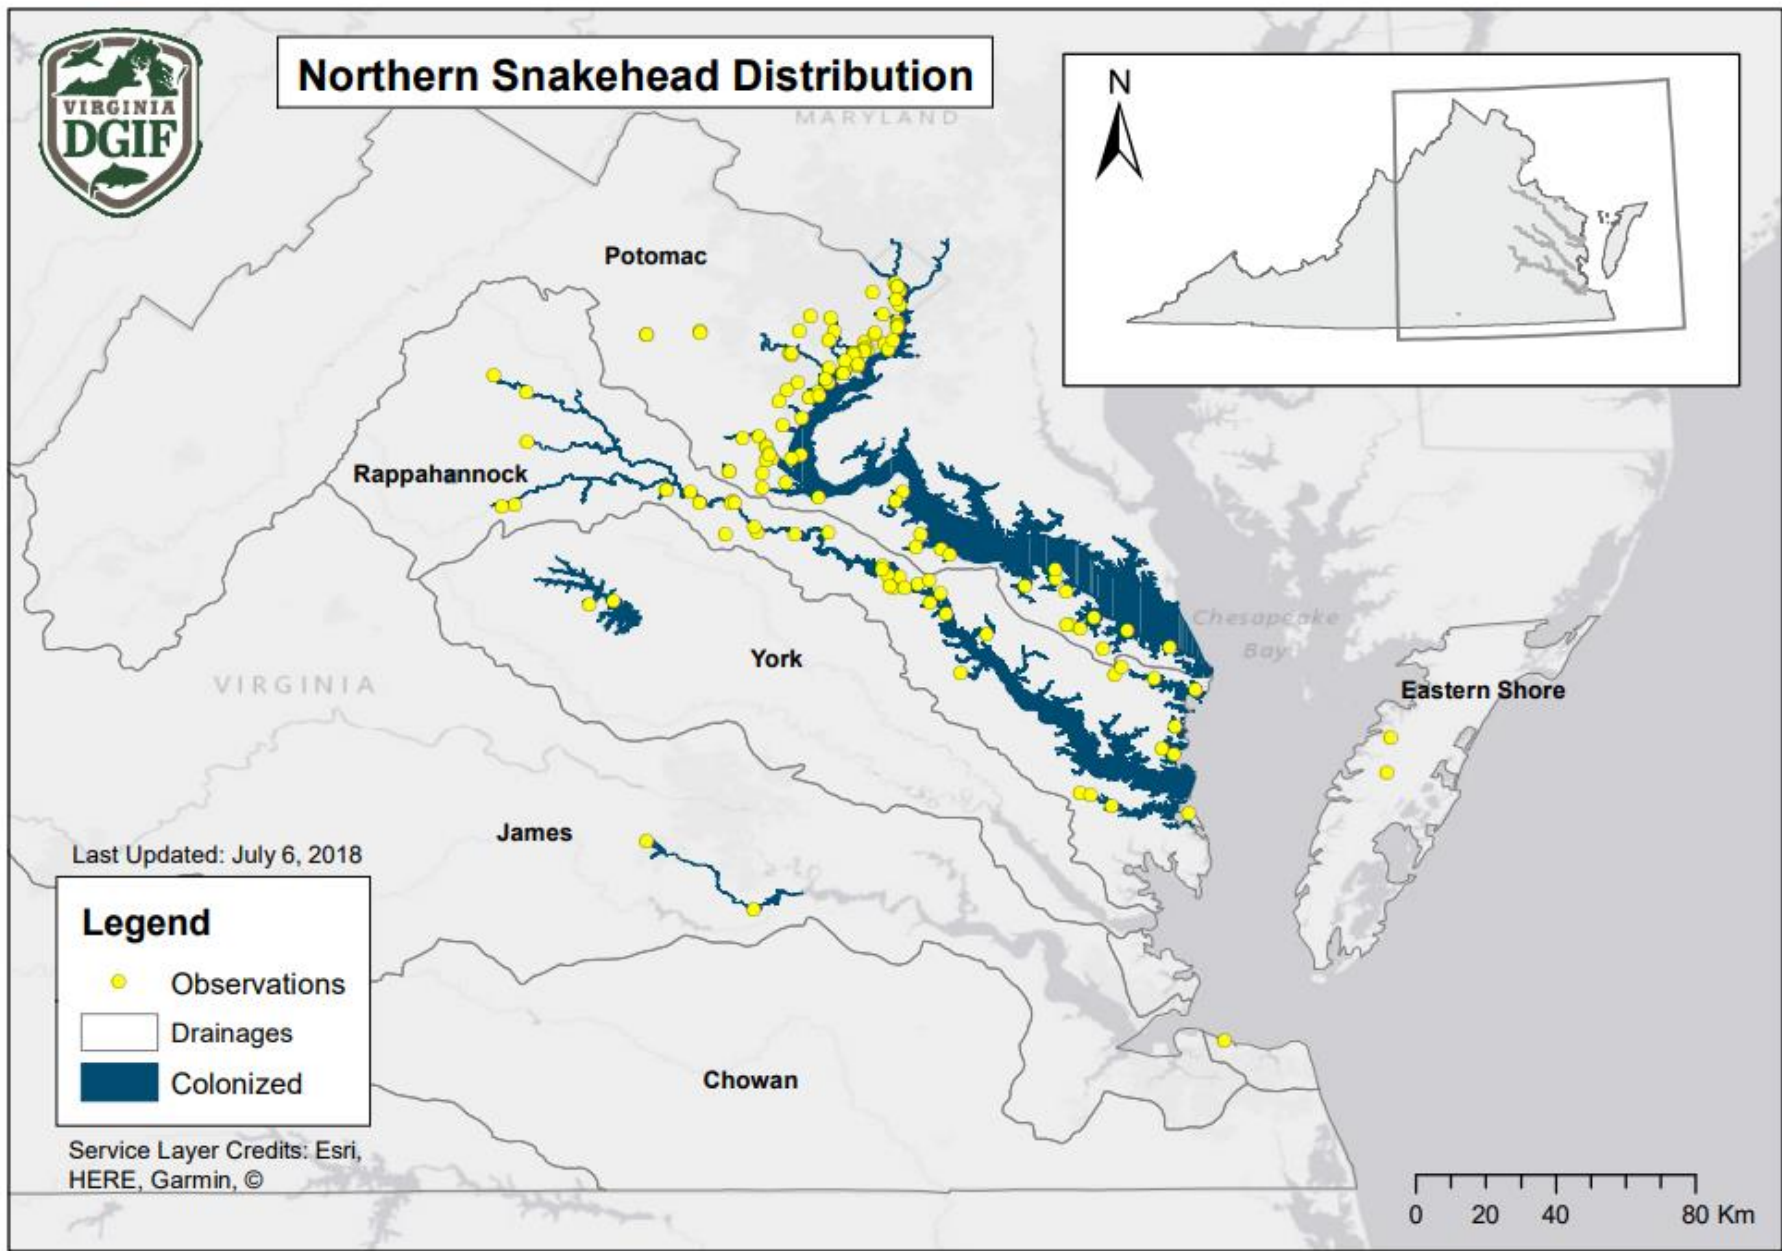 Northern Snakehead Distribution
VIRGINIA
DGIF
MARYLAND
N
Potomac
Rappahannock
York
VIRGINIA
Chesapeake
Bay
Eastern Shore
James
Last Updated: July 6, 2018
Legend
Observations
Drainages
Colonized
Chowan
Service Layer Credits: Esri,
HERE, Garmin, ©
0 20 40 80 Km